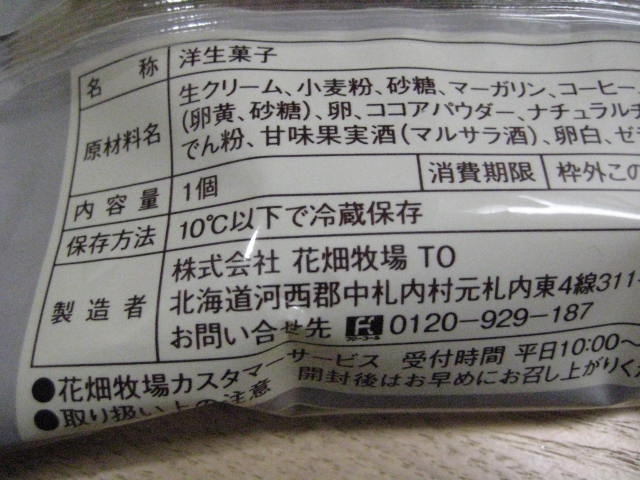 名称 洋生菓子
原材料名 生クリーム、小麦粉、砂糖、マーガリン、コーヒー、
(卵黄、砂糖)、卵、ココアパウダー、ナチュラルチ
でん粉、甘味果実酒(マルサラ酒)、卵白、ゼ
内容量 1個 消費期限 枠外この
保存方法 10℃以下で冷蔵保存
製造者 株式会社 花畑牧場 TO
北海道河西郡中札内村元札内東4線311-
お問い合せ先 0120-929-187
●花畑牧場カスタマーサービス 受付時間 平日10:00〜
●取り扱い上の注意 開封後はお早めにお召し上がりくだ